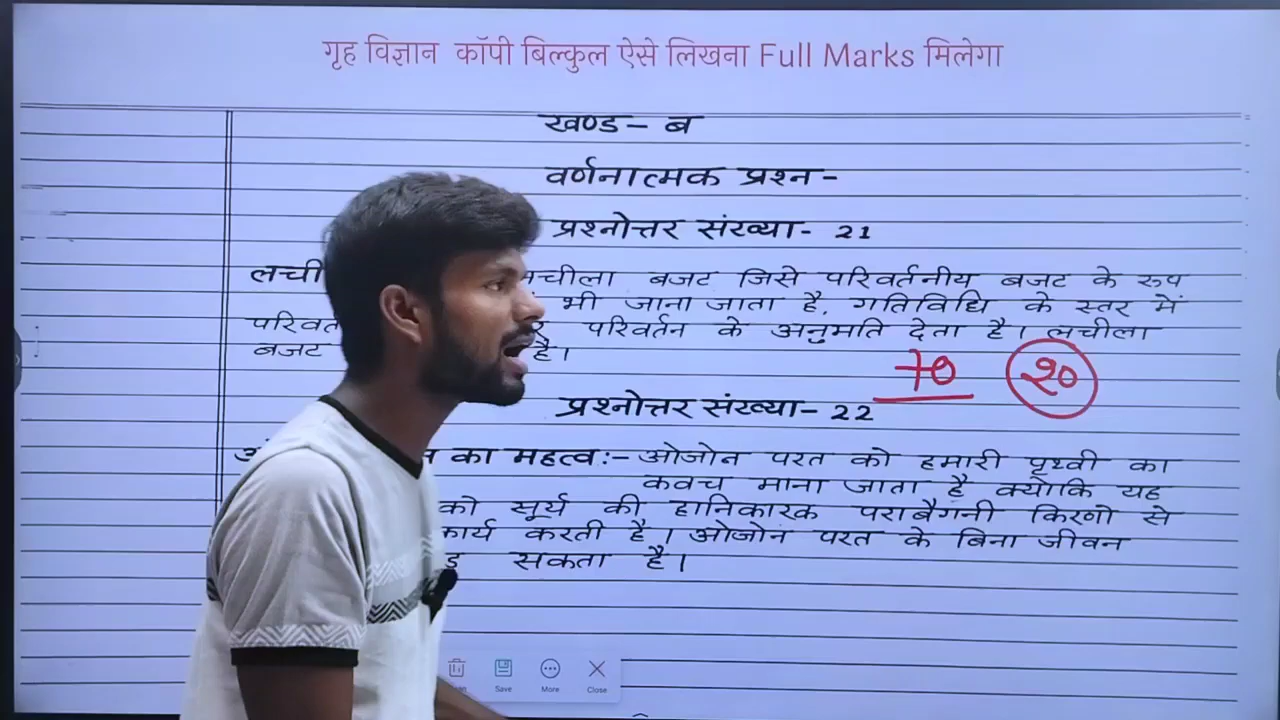 गृह विज्ञान कॉपी बिल्कुल ऐसे लिखना Full Marks मिलेगा
खण्ड - ब
वर्णनात्मक प्रश्न -
प्रश्नोत्तर संख्या - 21
लची चीला बजट जिसे परिवर्तनीय बजट के रूप
भी जाना जाता है, गतिविधि के स्तर में
परिवर्त परिवर्तन के अनुमति देता है। लचीला
बजट है।
70 20
प्रश्नोत्तर संख्या - 22
का महत्व :- ओजोन परत को हमारी पृथ्वी का
कवच माना जाता है क्योकि यह
को सूर्य की हानिकारक पराबैगनी किरणो से
कार्य करती है। ओजोन परत के बिना जीवन
सकता है।
Save More Close